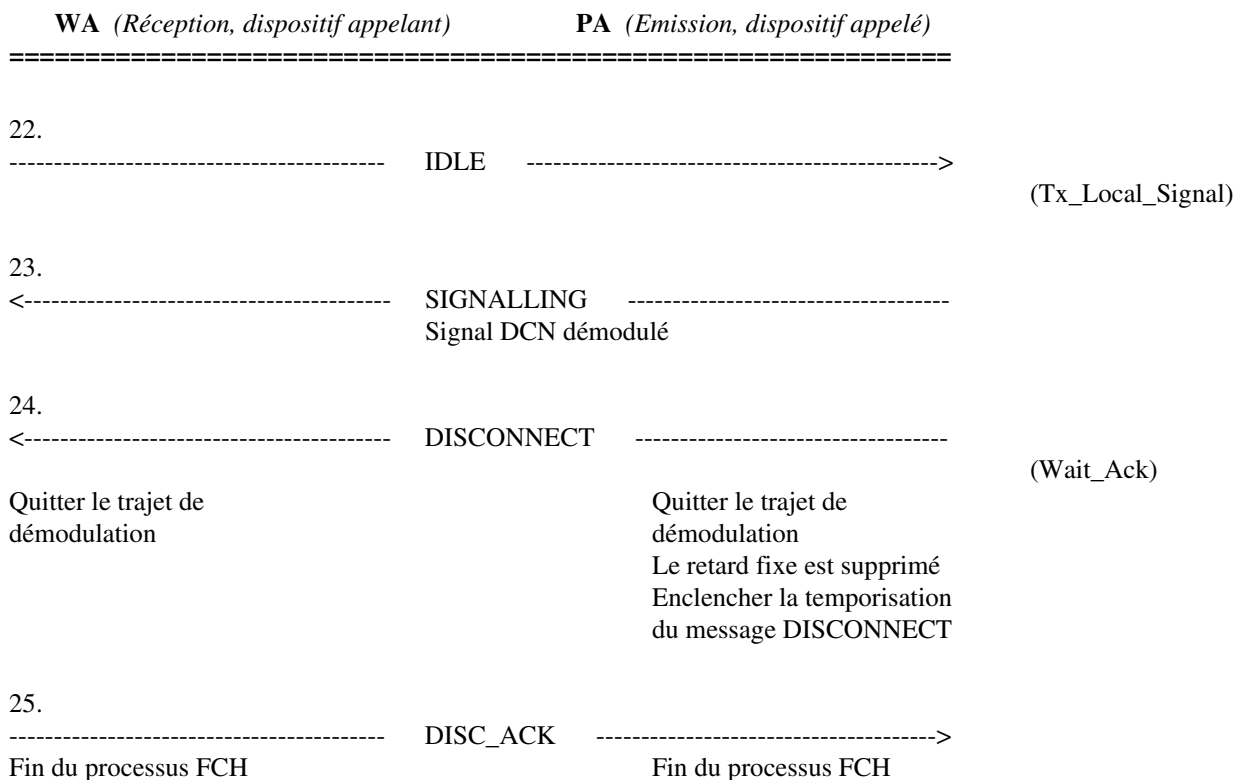 WA (Réception, dispositif appelant) PA (Emission, dispositif appelé)
==============================================================
22.
------------------------------------------ IDLE ---------------------------------------------->
(Tx_Local_Signal)
23.
<----------------------------------------- SIGNALLING ------------------------------------
Signal DCN démodulé
24.
<----------------------------------------- DISCONNECT -----------------------------------
(Wait_Ack)
Quitter le trajet de Quitter le trajet de
démodulation démodulation
Le retard fixe est supprimé
Enclencher la temporisation
du message DISCONNECT
25.
------------------------------------------ DISC_ACK -------------------------------------->
Fin du processus FCH Fin du processus FCH